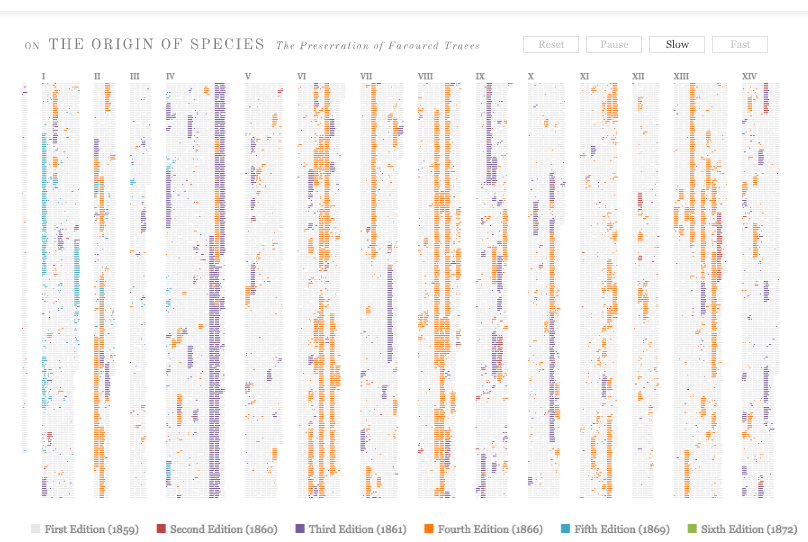 ON THE ORIGIN OF SPECIES The Preservation of Favoured Traces
Reset Pause Slow Fast
I II III IV V VI VII VIII IX X XI XII XIII XIV
First Edition (1859) Second Edition (1860) Third Edition (1861) Fourth Edition (1866) Fifth Edition (1869) Sixth Edition (1872)